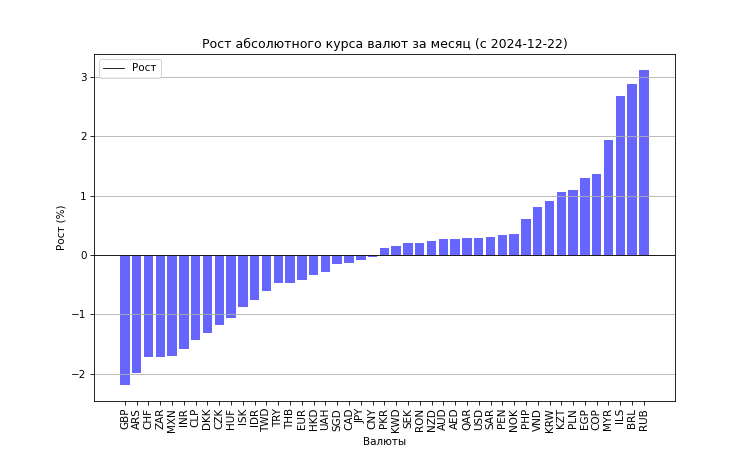 Рост абсолютного курса валют за месяц (с 2024-12-22)
Рост
3
2
1
0
−1
−2
Рост (%)
GBP ARS CHF ZAR MXN INR CLP DKK CZK HUF ISK IDR TWD TRY THB EUR HKD UAH SGD CAD JPY CNY PKR KWD SEK RON NZD AUD AED QAR USD SAR PEN NOK PHP VND KRW KZT PLN EGP COP MYR ILS BRL RUB
Валюты